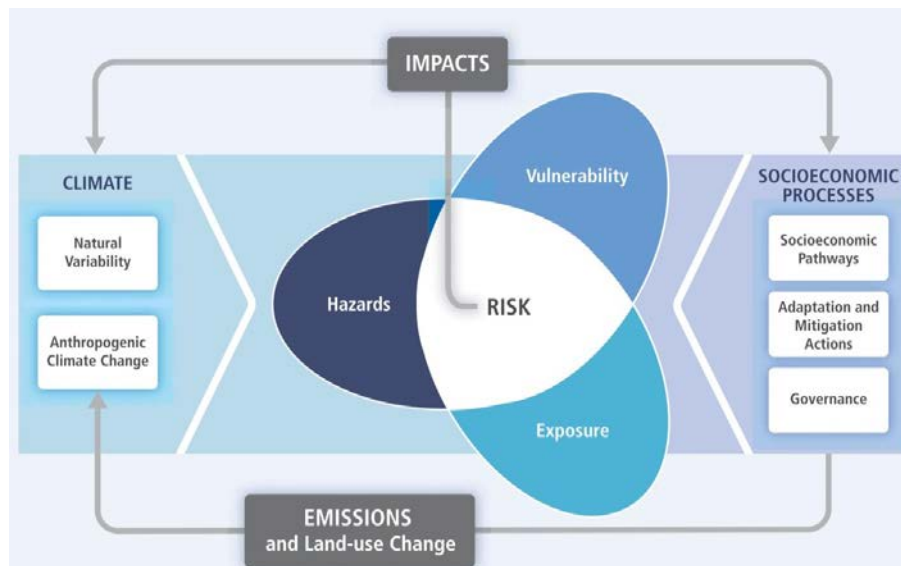 IMPACTS
CLIMATE
Natural
Variability
Anthropogenic
Climate Change
Vulnerability
Hazards
RISK
Exposure
SOCIOECONOMIC
PROCESSES
Socioeconomic
Pathways
Adaptation and
Mitigation
Actions
Governance
EMISSIONS
and Land-use Change